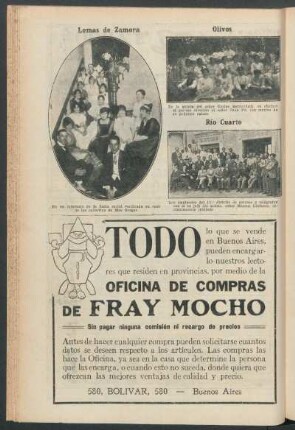 Lomas de Zamora
Olivos
Río Cuarto
TODO lo que se vende
en Buenos Aires,
pueden encargar-
lo nuestros lecto-
res que residen en provincias, por medio de la
OFICINA DE COMPRAS
DE FRAY MOCHO
Sin pagar ninguna comisión ni recargo de precios
Antes de hacer cualquier compra pueden solicitarse cuantos
datos se deseen respecto a los artículos. Las compras las
hace la Oficina, ya sea en la casa que determine la persona
que las encarga, o cuando esto no suceda, donde quiera que
ofrezcan las mejores ventajas de calidad y precio.
580, BOLIVAR, 580 — Buenos Aires